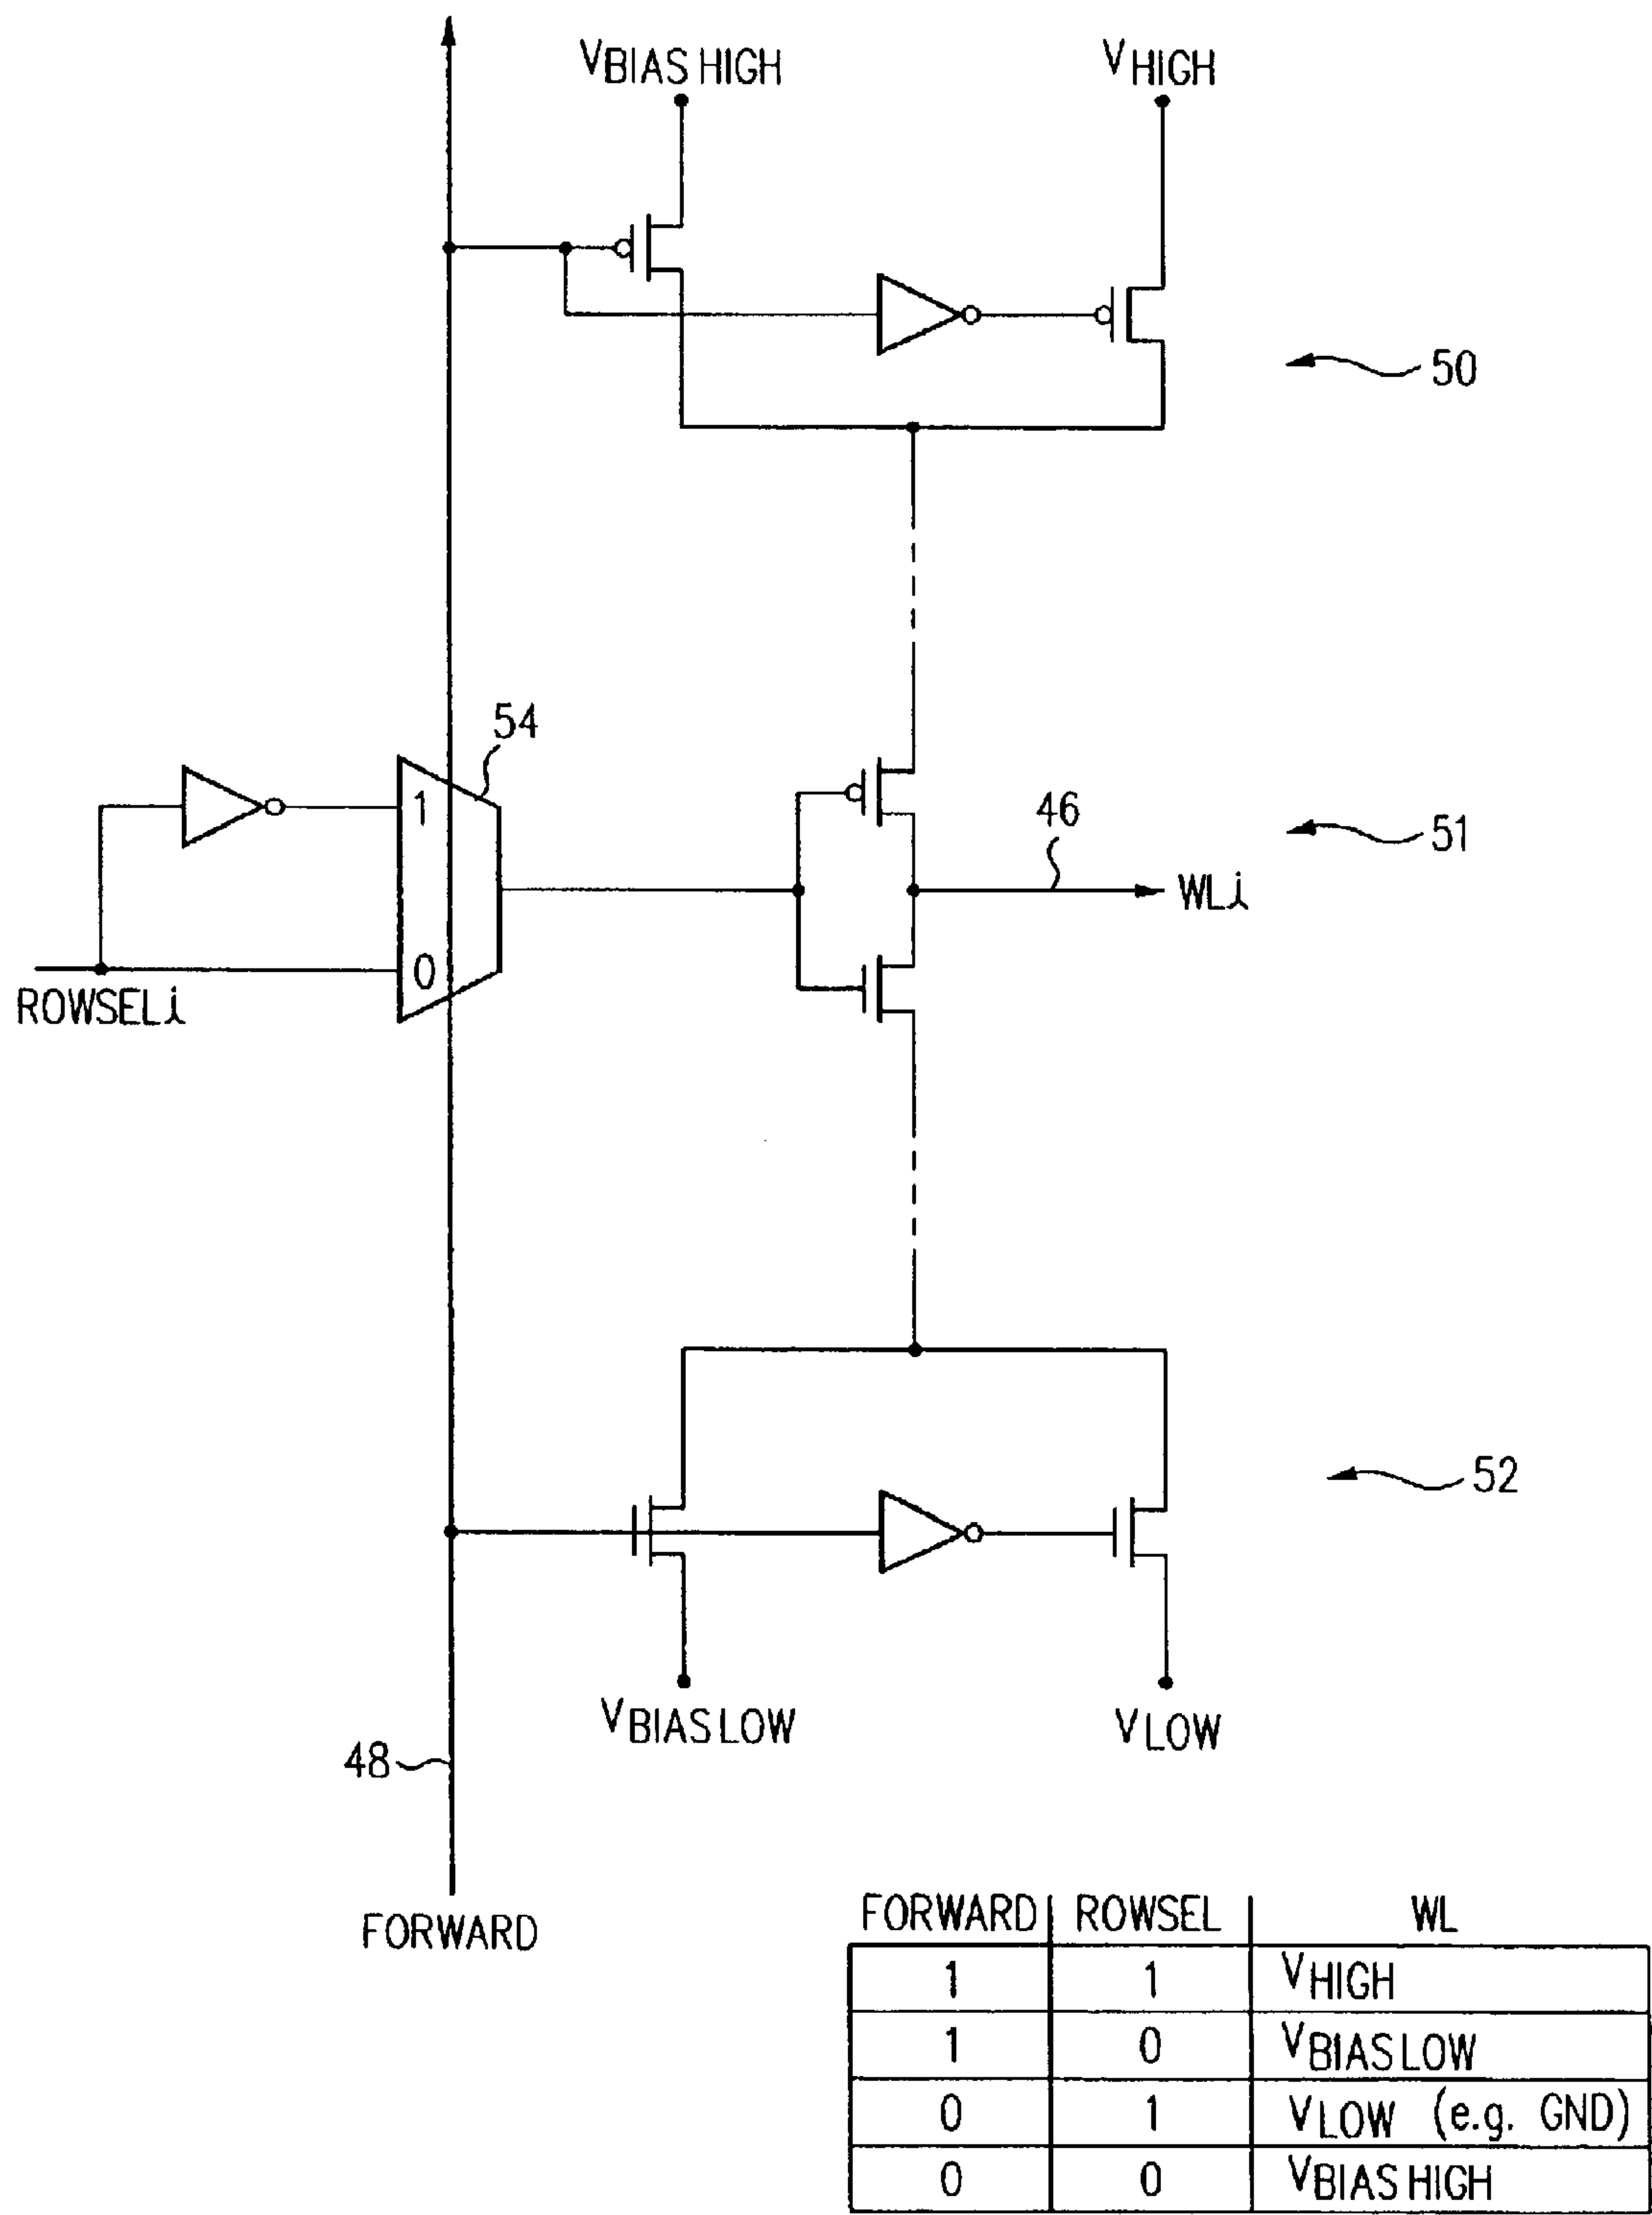 VBIAS HIGH
VHIGH
50
54
1
46
51
WLi
0
ROWSELi
52
VBIAS LOW
VLOW
48
FORWARD
FORWARD ROWSEL WL
1 1 VHIGH
1 0 VBIAS LOW
0 1 VLOW (e.g. GND)
0 0 VBIAS HIGH